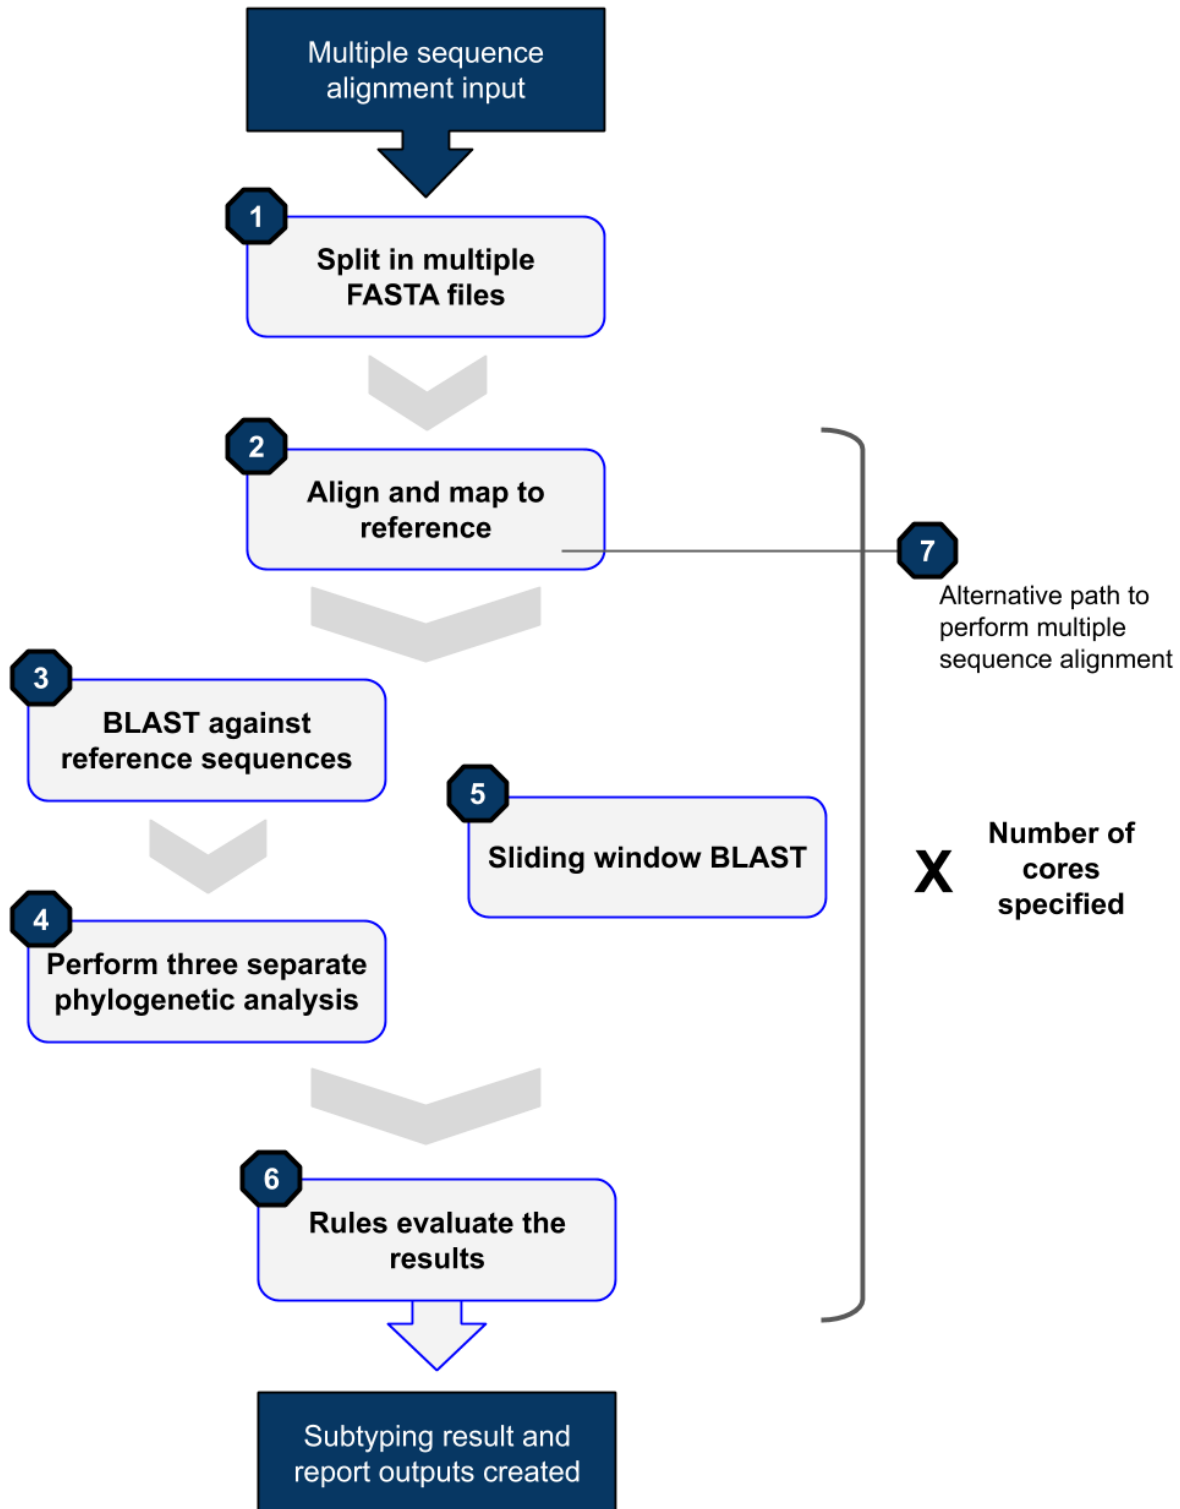 Multiple sequence
alignment input
1
Split in multiple
FASTA files
2
Align and map to
reference
7
Alternative path to
perform multiple
sequence alignment
3
BLAST against
reference sequences
5
Sliding window BLAST
X
Number of
cores
specified
4
Perform three separate
phylogenetic analysis
6
Rules evaluate the
results
Subtyping result and
report outputs created